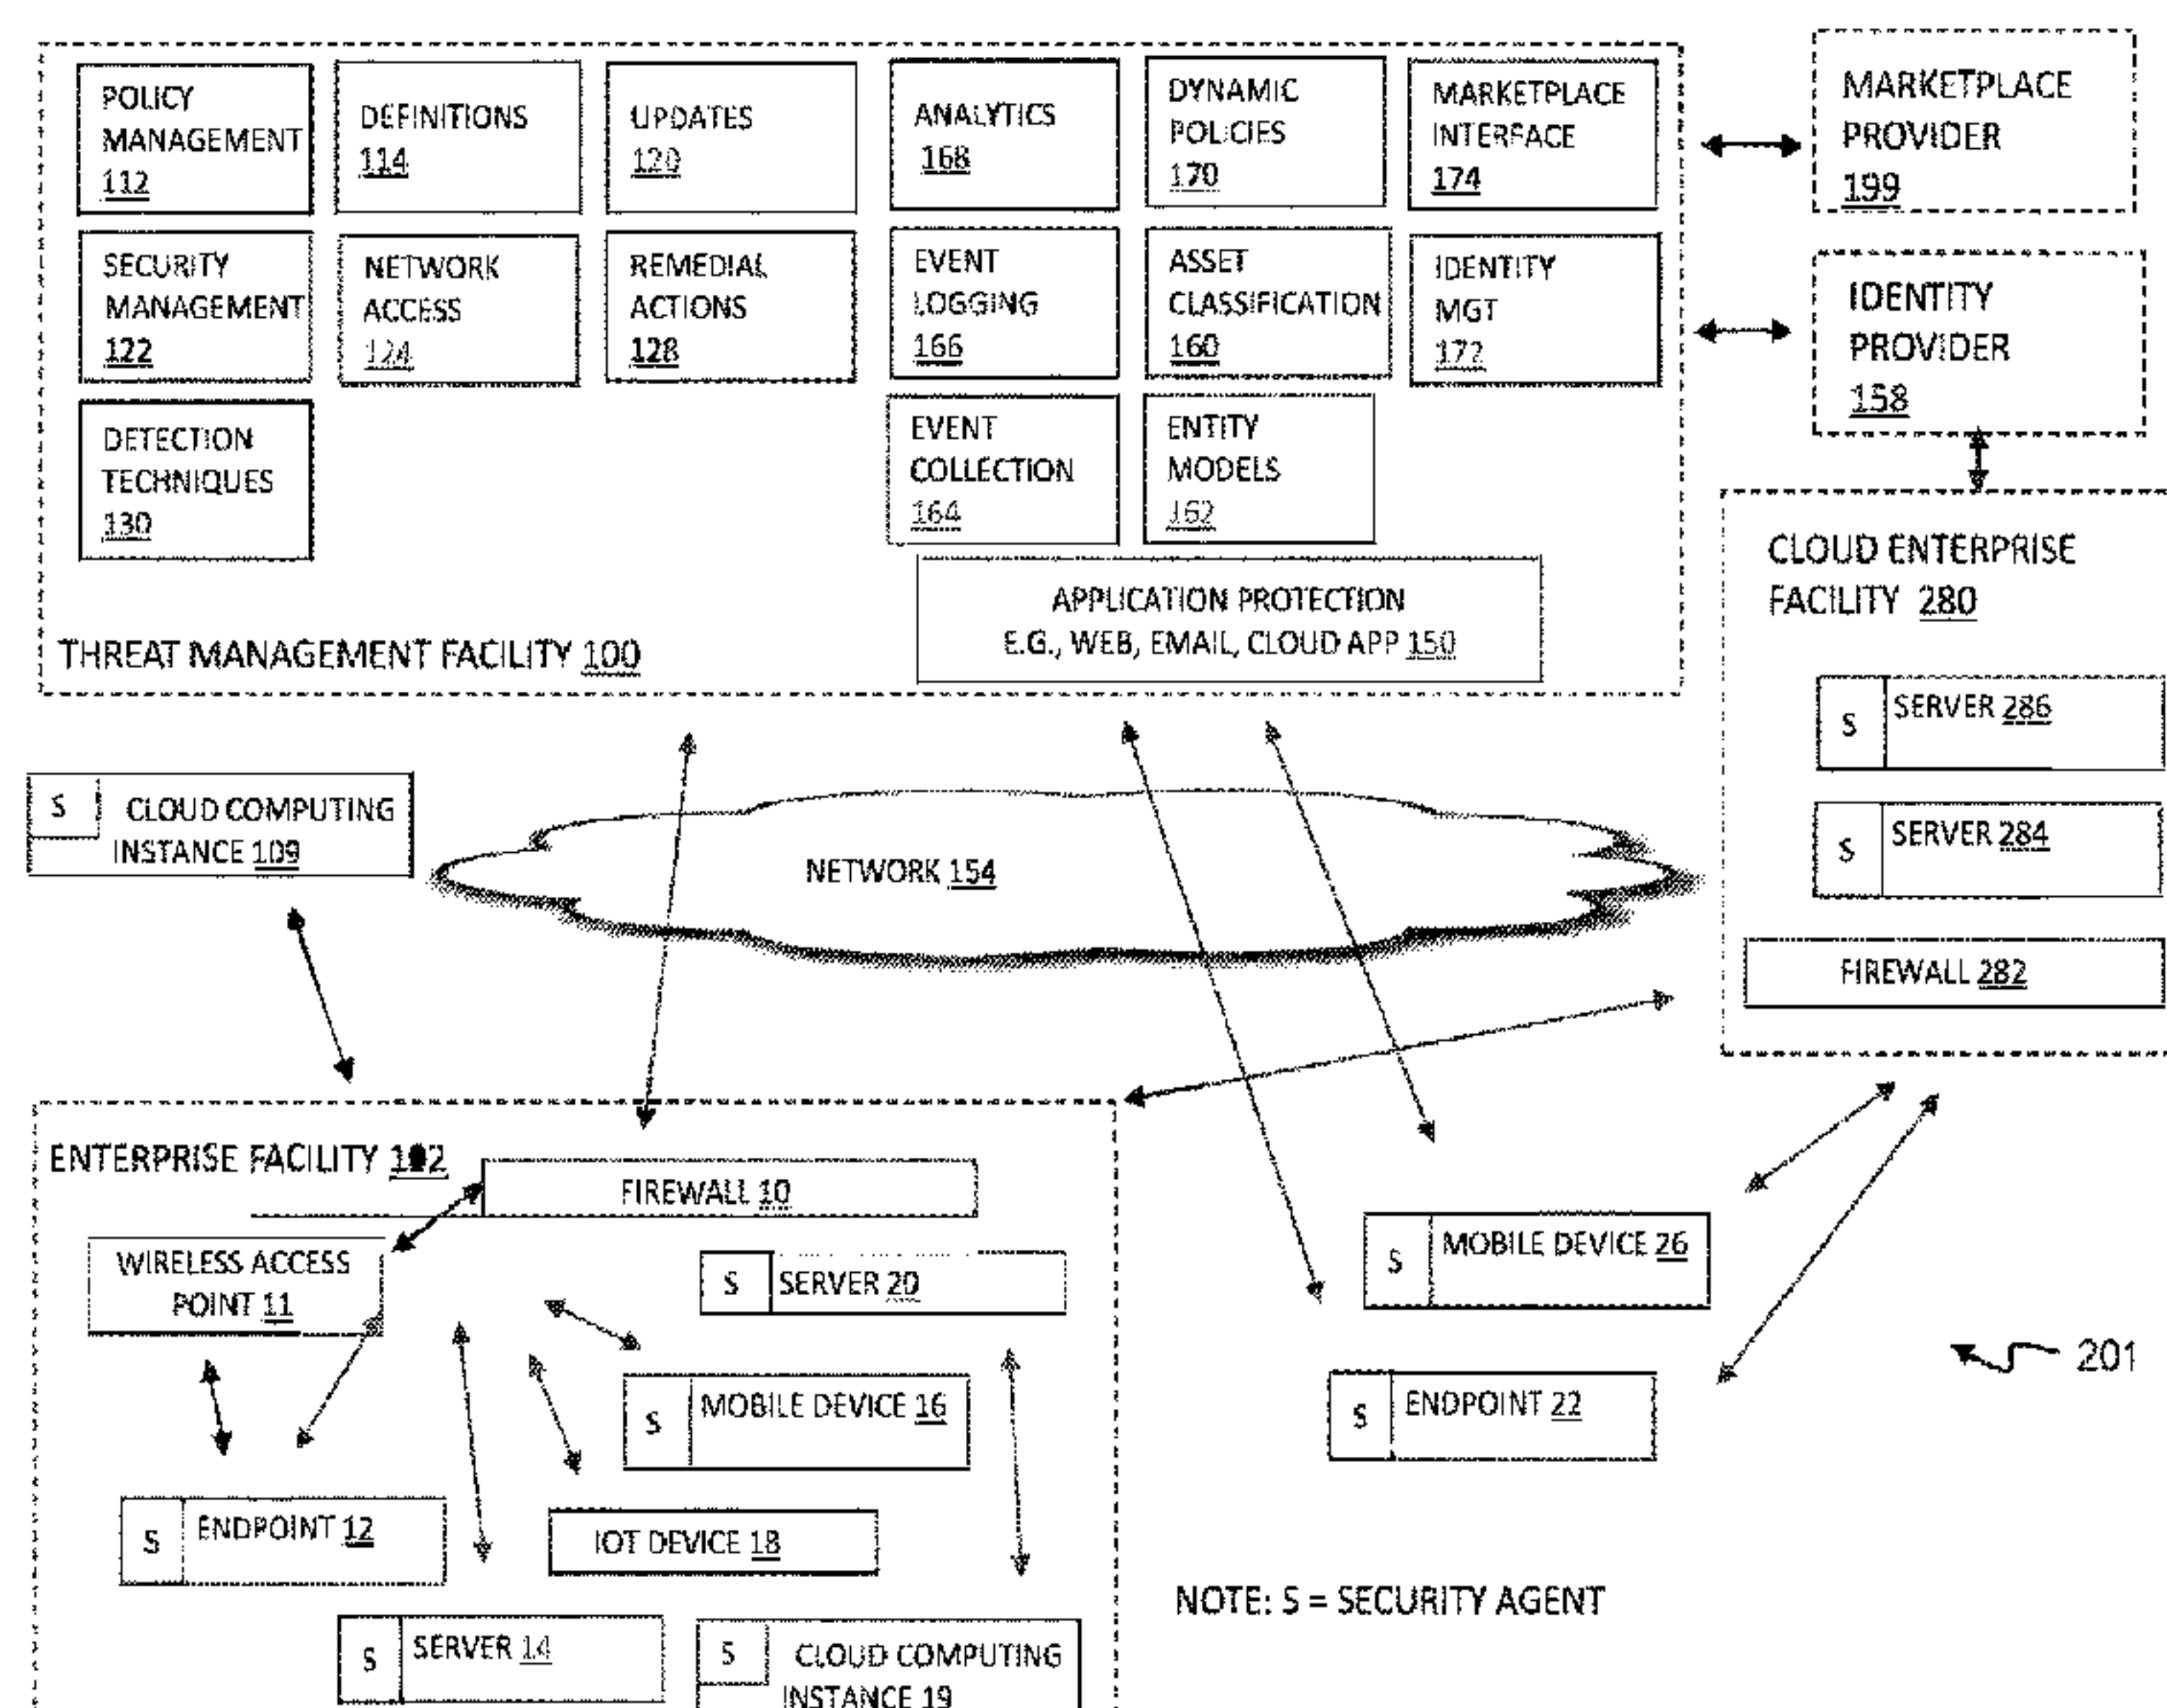 POLICY
MANAGEMENT
112
DEFINITIONS
114
UPDATES
120
ANALYTICS
168
DYNAMIC
POLICIES
170
MARKETPLACE
INTERFACE
174
MARKETPLACE
PROVIDER
199
SECURITY
MANAGEMENT
122
NETWORK
ACCESS
124
REMEDIAL
ACTIONS
128
EVENT
LOGGING
166
ASSET
CLASSIFICATION
160
IDENTITY
MGT
172
IDENTITY
PROVIDER
158
DETECTION
TECHNIQUES
130
EVENT
COLLECTION
164
ENTITY
MODELS
162
APPLICATION PROTECTION
E.G., WEB, EMAIL, CLOUD APP 150
THREAT MANAGEMENT FACILITY 100
CLOUD ENTERPRISE
FACILITY 280
S SERVER 286
S SERVER 284
FIREWALL 282
S CLOUD COMPUTING
INSTANCE 109
NETWORK 154
ENTERPRISE FACILITY 102
FIREWALL 10
WIRELESS ACCESS
POINT 11
S SERVER 20
S MOBILE DEVICE 16
S ENDPOINT 12
IOT DEVICE 18
S SERVER 14
S CLOUD COMPUTING
INSTANCE 19
S MOBILE DEVICE 26
S ENDPOINT 22
201
NOTE: S = SECURITY AGENT